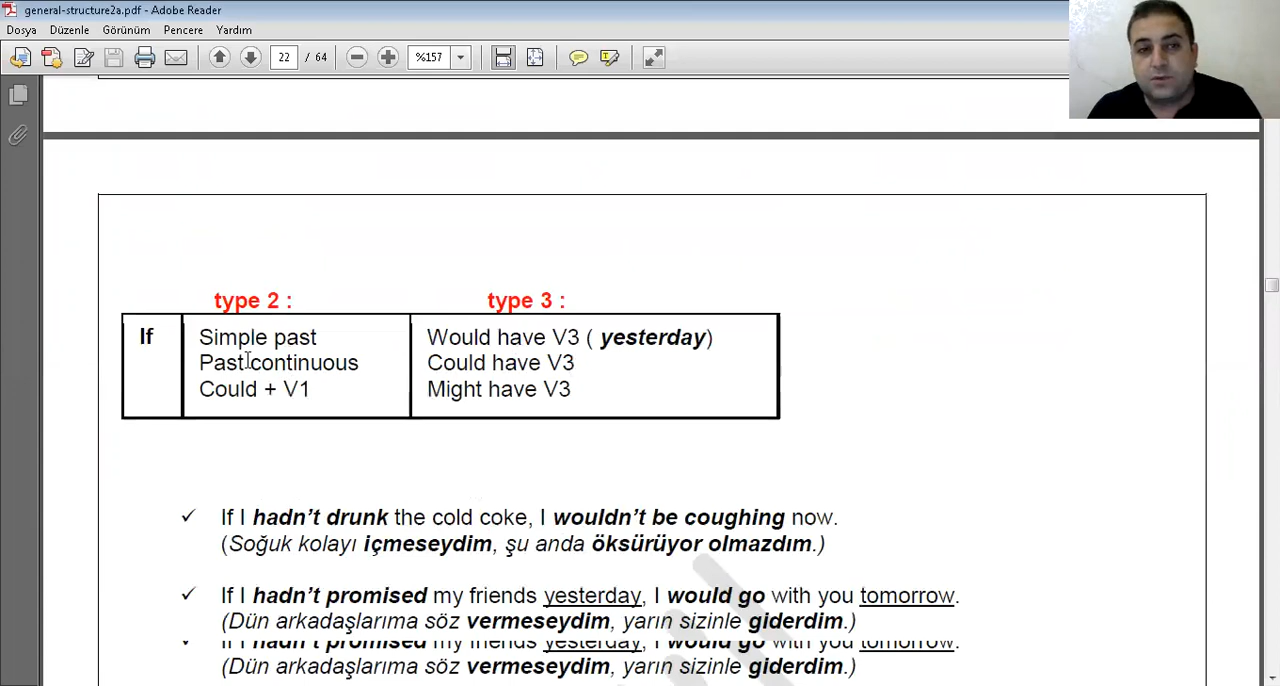 general-structure2a.pdf - Adobe Reader
Dosya Düzenle Görünüm Pencere Yardım
22 / 64 %157
type 2 : type 3 :
If Simple past Would have V3 ( yesterday)
Past continuous Could have V3
Could + V1 Might have V3
✓ If I hadn't drunk the cold coke, I wouldn't be coughing now.
(Soğuk kolayı içmeseydim, şu anda öksürüyor olmazdım.)
✓ If I hadn't promised my friends yesterday, I would go with you tomorrow.
(Dün arkadaşlarıma söz vermeseydim, yarın sizinle giderdim.)
If I hadn't promised my friends yesterday, I would go with you tomorrow.
(Dün arkadaşlarıma söz vermeseydim, yarın sizinle giderdim.)